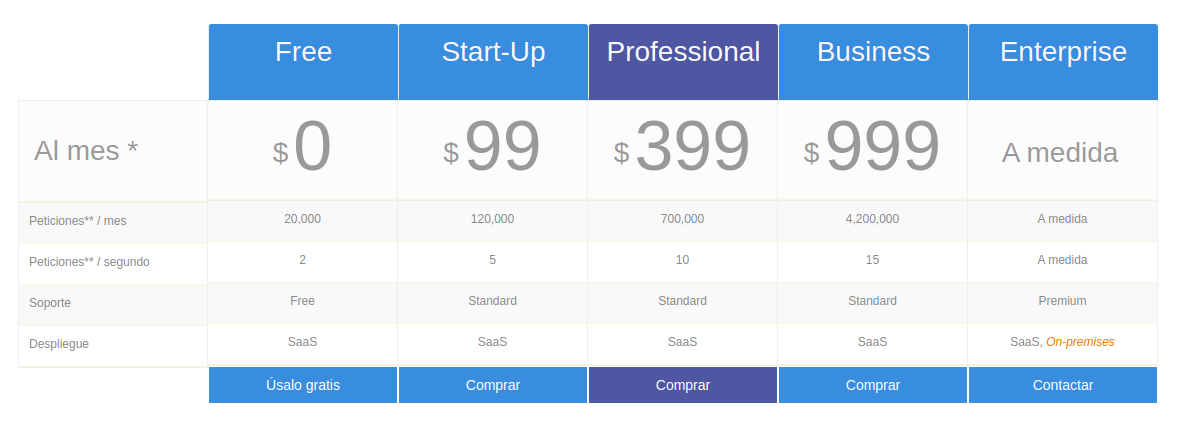 Free Start-Up Professional Business Enterprise
Al mes * $ 0 $ 99 $ 399 $ 999 A medida
Peticiones** / mes 20,000 120,000 700,000 4,200,000 A medida
Peticiones** / segundo 2 5 10 15 A medida
Soporte Free Standard Standard Standard Premium
Despliegue SaaS SaaS SaaS SaaS SaaS, On-premises
Úsalo gratis Comprar Comprar Comprar Contactar